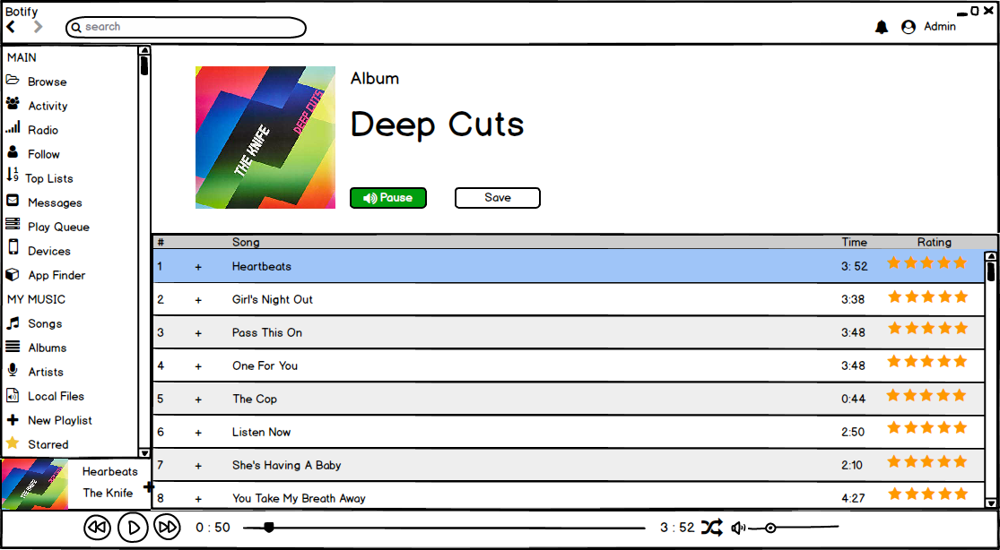 Botify
search
Admin
MAIN
Browse
Activity
Radio
Follow
Top Lists
Messages
Play Queue
Devices
App Finder
MY MUSIC
Songs
Albums
Artists
Local Files
New Playlist
Starred
THE KNIFE
DEEP CUTS
Album
Deep Cuts
Pause
Save
# Song Time Rating
1 + Heartbeats 3: 52
2 + Girl's Night Out 3:38
3 + Pass This On 3:48
4 + One For You 3:48
5 + The Cop 0:44
6 + Listen Now 2:50
7 + She's Having A Baby 2:10
8 + You Take My Breath Away 4:27
THE KNIFE
Hearbeats
The Knife
0 : 50 3 : 52